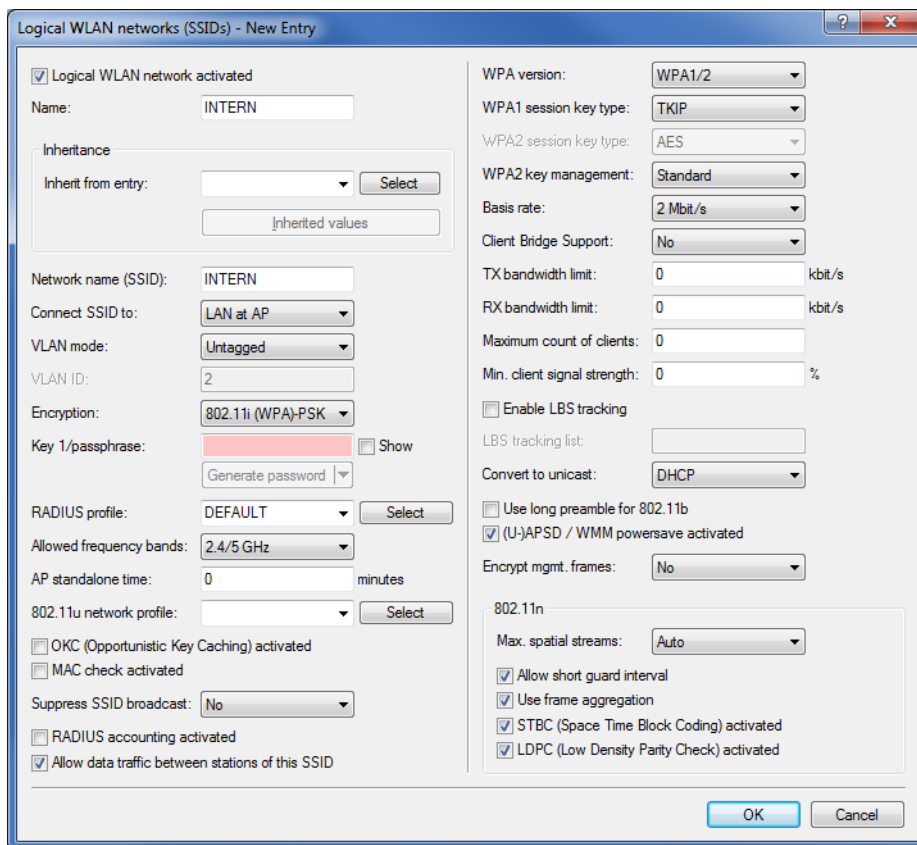 Logical WLAN networks (SSIDs) - New Entry
Logical WLAN network activated
Name: INTERN
Inheritance
Inherit from entry: Select
Inherited values
Network name (SSID): INTERN
Connect SSID to: LAN at AP
VLAN mode: Untagged
VLAN ID: 2
Encryption: 802.11i (WPA)-PSK
Key 1/passphrase: Show
Generate password
RADIUS profile: DEFAULT Select
Allowed frequency bands: 2.4/5 GHz
AP standalone time: 0 minutes
802.11u network profile: Select
OKC (Opportunistic Key Caching) activated
MAC check activated
Suppress SSID broadcast: No
RADIUS accounting activated
Allow data traffic between stations of this SSID
WPA version: WPA1/2
WPA1 session key type: TKIP
WPA2 session key type: AES
WPA2 key management: Standard
Basis rate: 2 Mbit/s
Client Bridge Support: No
TX bandwidth limit: 0 kbit/s
RX bandwidth limit: 0 kbit/s
Maximum count of clients: 0
Min. client signal strength: 0 %
Enable LBS tracking
LBS tracking list:
Convert to unicast: DHCP
Use long preamble for 802.11b
(U-)APSD / WMM powersave activated
Encrypt mgmt. frames: No
802.11n
Max. spatial streams: Auto
Allow short guard interval
Use frame aggregation
STBC (Space Time Block Coding) activated
LDPC (Low Density Parity Check) activated
OK Cancel